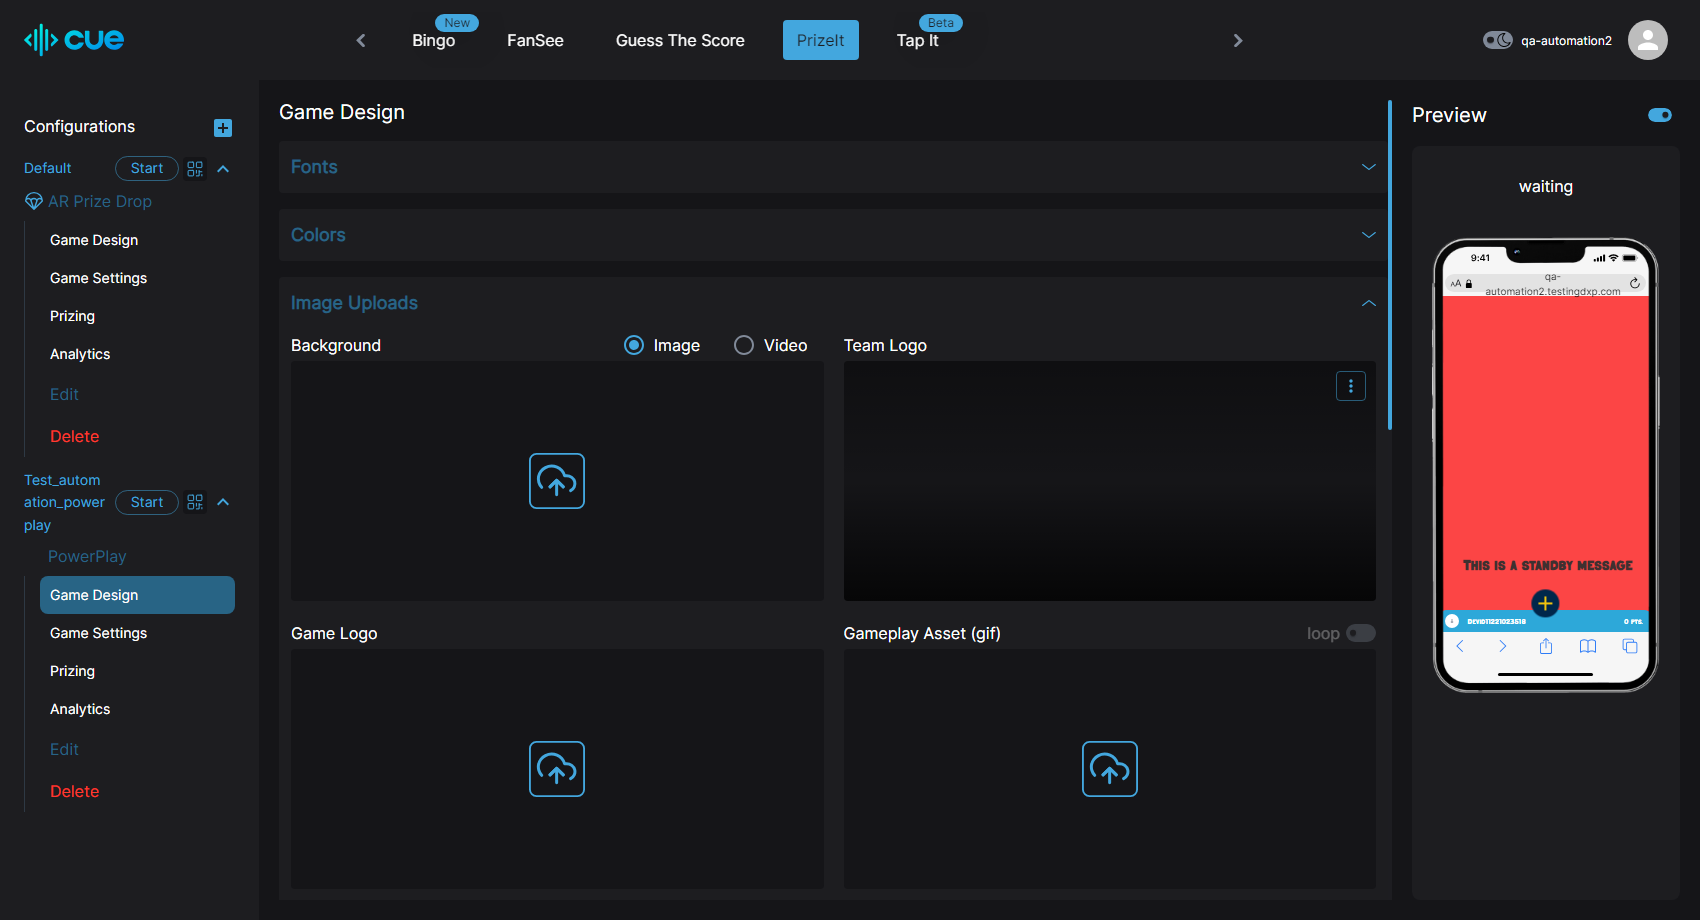 cue
Bingo
New
FanSee
Guess The Score
PrizeIt
Tap It
Beta
qa-automation2
Configurations
Default
Start
AR Prize Drop
Game Design
Game Settings
Prizing
Analytics
Edit
Delete
Test_autom
ation_power
play
Start
PowerPlay
Game Design
Game Settings
Prizing
Analytics
Edit
Delete
Game Design
Fonts
Colors
Image Uploads
Background
Image
Video
Team Logo
Game Logo
Gameplay Asset (gif)
loop
Preview
waiting
9:41
AA
qa-
automation2.testingdxp.com
This is a standby message
0 PTS.